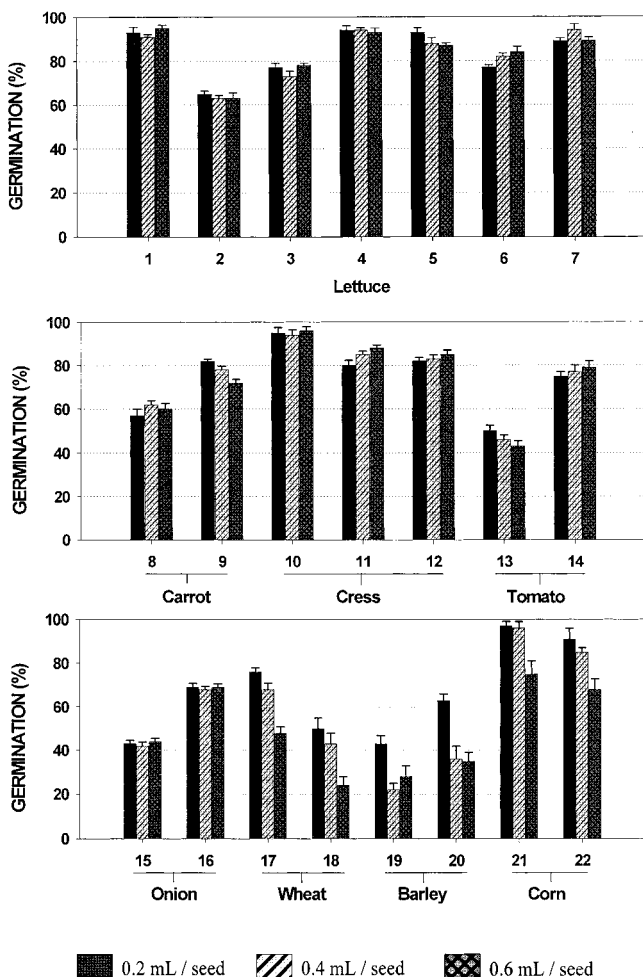 GERMINATION (%)
100
80
60
40
20
0
1 2 3 4 5 6 7
Lettuce
GERMINATION (%)
100
80
60
40
20
0
8 9 10 11 12 13 14
Carrot Cress Tomato
GERMINATION (%)
100
80
60
40
20
0
15 16 17 18 19 20 21 22
Onion Wheat Barley Corn
0.2 mL / seed 0.4 mL / seed 0.6 mL / seed